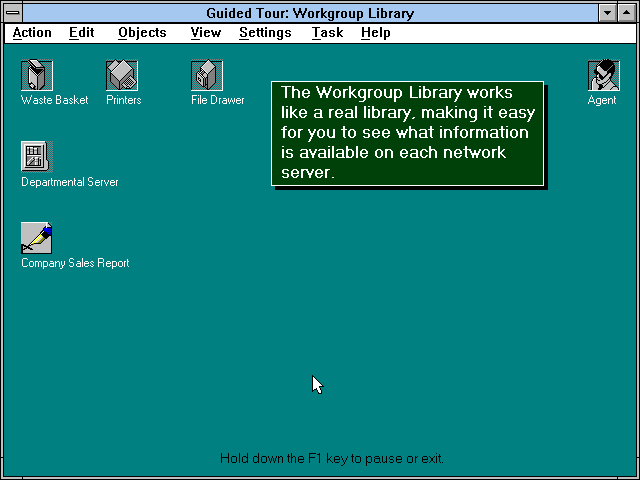 Guided Tour: Workgroup Library
Action Edit Objects View Settings Task Help
Waste Basket Printers File Drawer Agent
The Workgroup Library works
like a real library, making it easy
for you to see what information
is available on each network
server.
Departmental Server
Company Sales Report
Hold down the F1 key to pause or exit.